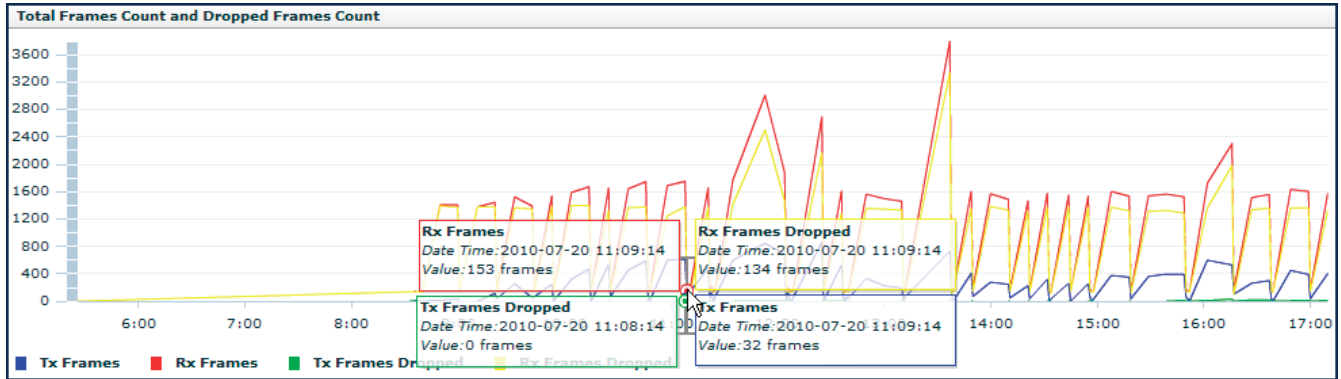 Total Frames Count and Dropped Frames Count
3600
3200
2800
2400
2000
1600
1200
800
400
0
Rx Frames
Date Time:2010-07-20 11:09:14
Value:153 frames
Rx Frames Dropped
Date Time:2010-07-20 11:09:14
Value:134 frames
Tx Frames Dropped
Date Time:2010-07-20 11:08:14
Value:0 frames
Tx Frames
Date Time:2010-07-20 11:09:14
Value:32 frames
6:00 7:00 8:00 11:00 14:00 15:00 16:00 17:00
Tx Frames Rx Frames Tx Frames Dropped Rx Frames Dropped